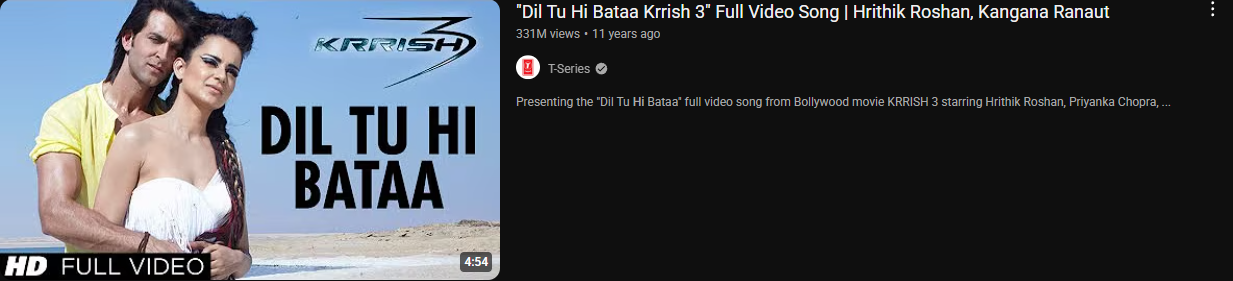 KRRISH 3
DIL TU HI
BATAA
HD FULL VIDEO
4:54
"Dil Tu Hi Bataa Krrish 3" Full Video Song | Hrithik Roshan, Kangana Ranaut
331M views • 11 years ago
T-Series
Presenting the "Dil Tu Hi Bataa" full video song from Bollywood movie KRRISH 3 starring Hrithik Roshan, Priyanka Chopra, ...